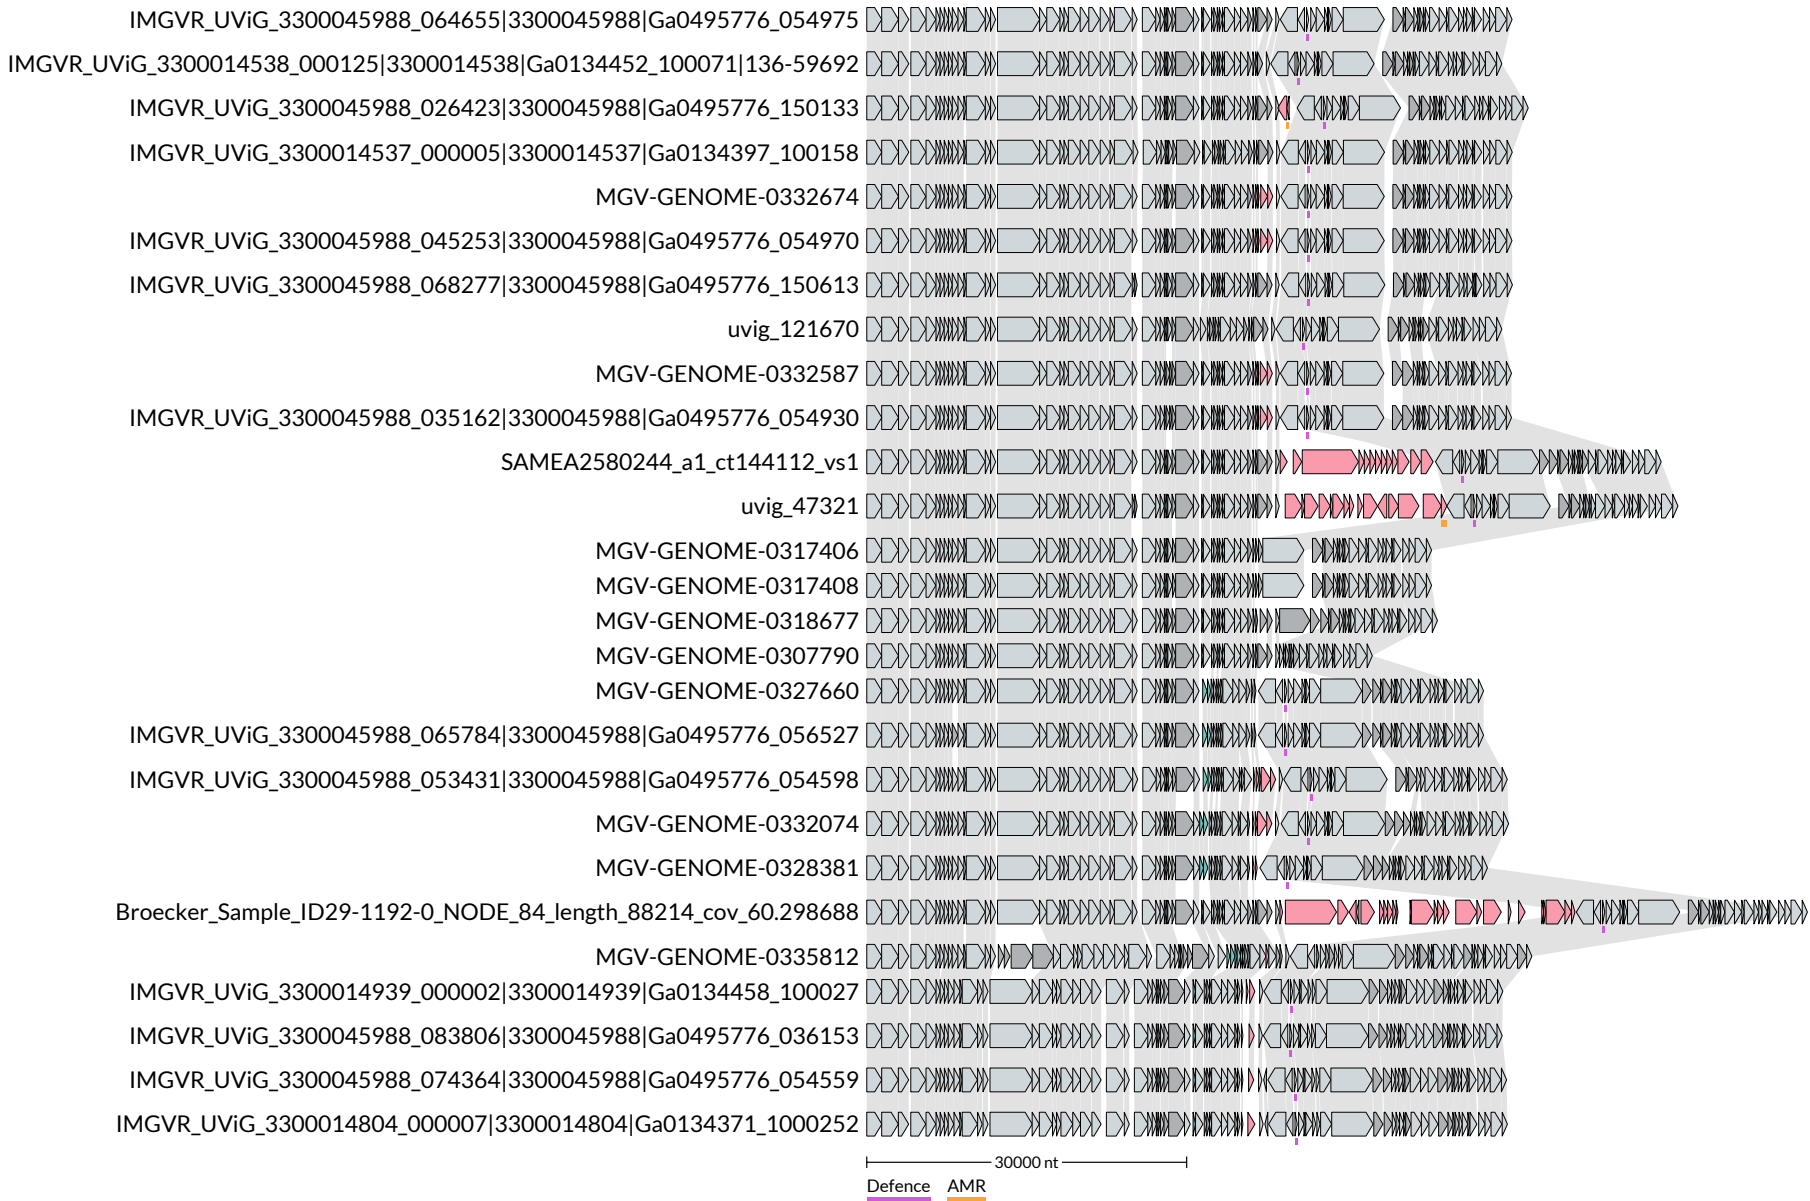 IMGVR_UViG_3300045988_064655|3300045988|Ga0495776_054975
IMGVR_UViG_3300014538_000125|3300014538|Ga0134452_100071|136-59692
IMGVR_UViG_3300045988_026423|3300045988|Ga0495776_150133
IMGVR_UViG_3300014537_000005|3300014537|Ga0134397_100158
MGV-GENOME-0332674
IMGVR_UViG_3300045988_045253|3300045988|Ga0495776_054970
IMGVR_UViG_3300045988_068277|3300045988|Ga0495776_150613
uvig_121670
MGV-GENOME-0332587
IMGVR_UViG_3300045988_035162|3300045988|Ga0495776_054930
SAMEA2580244_a1_ct144112_vs1
uvig_47321
MGV-GENOME-0317406
MGV-GENOME-0317408
MGV-GENOME-0318677
MGV-GENOME-0307790
MGV-GENOME-0327660
IMGVR_UViG_3300045988_065784|3300045988|Ga0495776_056527
IMGVR_UViG_3300045988_053431|3300045988|Ga0495776_054598
MGV-GENOME-0332074
MGV-GENOME-0328381
Broecker_Sample_ID29-1192-0_NODE_84_length_88214_cov_60.298688
MGV-GENOME-0335812
IMGVR_UViG_3300014939_000002|3300014939|Ga0134458_100027
IMGVR_UViG_3300045988_083806|3300045988|Ga0495776_036153
IMGVR_UViG_3300045988_074364|3300045988|Ga0495776_054559
IMGVR_UViG_3300014804_000007|3300014804|Ga0134371_1000252
30000 nt
Defence AMR